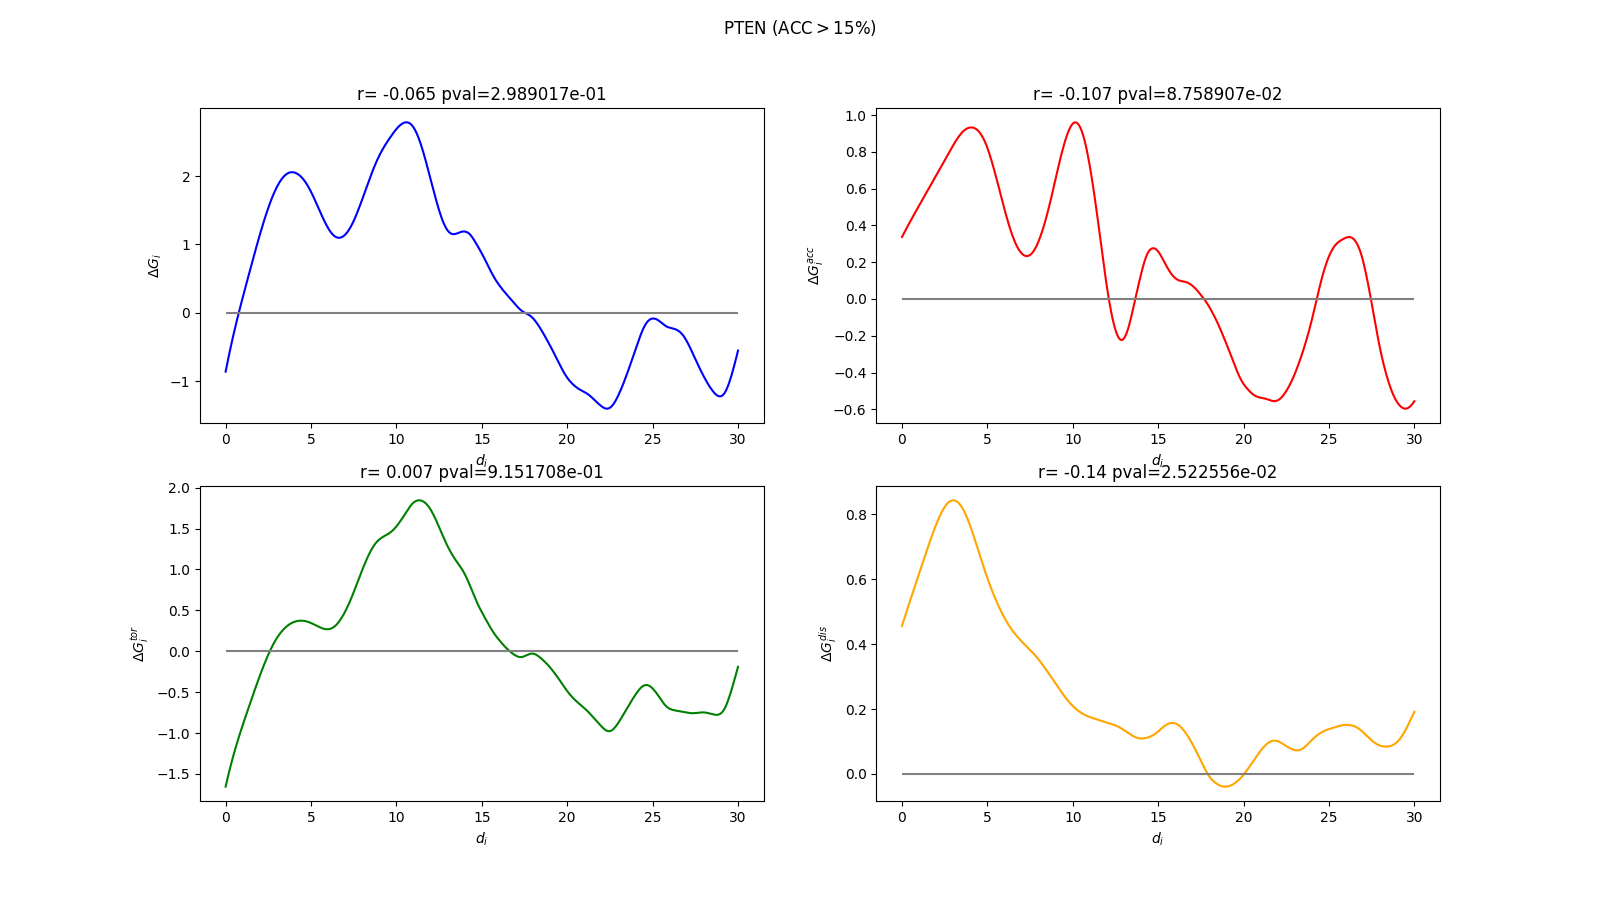 PTEN (ACC > 15%)
r= -0.065 pval=2.989017e-01
ΔG_i
2
1
0
−1
0 5 10 15 20 25 30
d_i
r= -0.107 pval=8.758907e-02
ΔG_i^acc
1.0
0.8
0.6
0.4
0.2
0.0
−0.2
−0.4
−0.6
0 5 10 15 20 25 30
d_i
r= 0.007 pval=9.151708e-01
ΔG_i^tor
2.0
1.5
1.0
0.5
0.0
−0.5
−1.0
−1.5
0 5 10 15 20 25 30
d_i
r= -0.14 pval=2.522556e-02
ΔG_i^dis
0.8
0.6
0.4
0.2
0.0
0 5 10 15 20 25 30
d_i